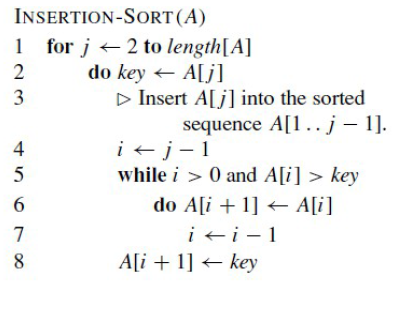 INSERTION-SORT(A)
1 for j ← 2 to length[A]
2 do key ← A[j]
3 ▷ Insert A[j] into the sorted
sequence A[1 . . j − 1].
4 i ← j − 1
5 while i > 0 and A[i] > key
6 do A[i + 1] ← A[i]
7 i ← i − 1
8 A[i + 1] ← key